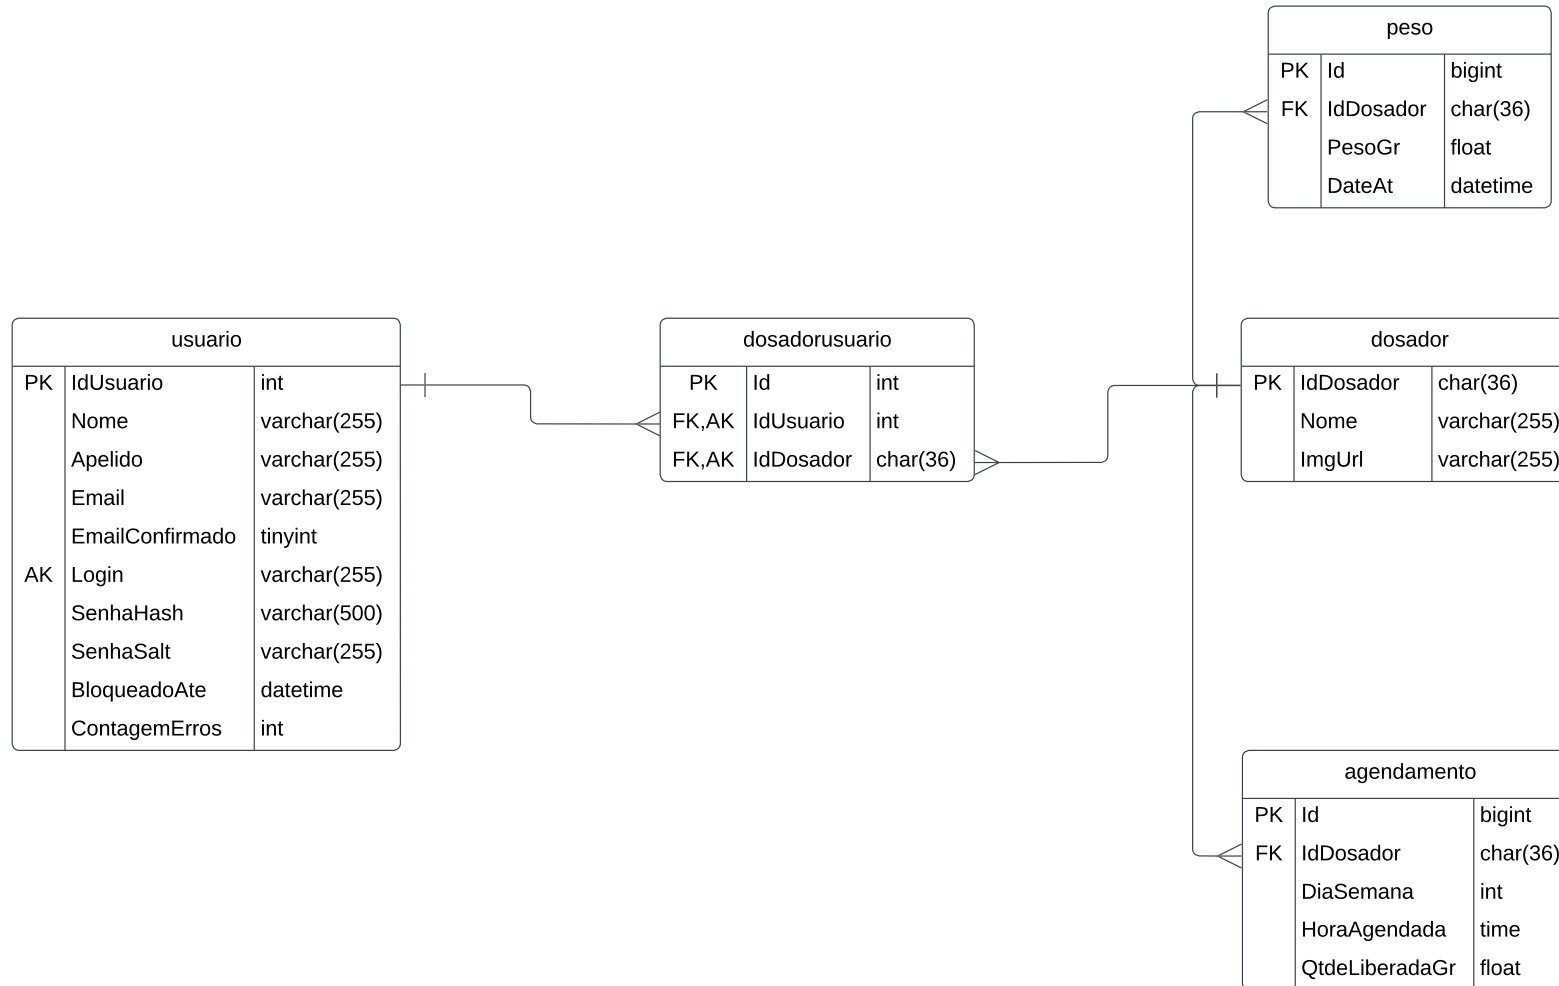 peso
PK Id bigint
FK IdDosador char(36)
PesoGr float
DateAt datetime
usuario
PK IdUsuario int
Nome varchar(255)
Apelido varchar(255)
Email varchar(255)
EmailConfirmado tinyint
AK Login varchar(255)
SenhaHash varchar(500)
SenhaSalt varchar(255)
BloqueadoAte datetime
ContagemErros int
dosadorusuario
PK Id int
FK,AK IdUsuario int
FK,AK IdDosador char(36)
dosador
PK IdDosador char(36)
Nome varchar(255)
ImgUrl varchar(255)
agendamento
PK Id bigint
FK IdDosador char(36)
DiaSemana int
HoraAgendada time
QtdeLiberadaGr float